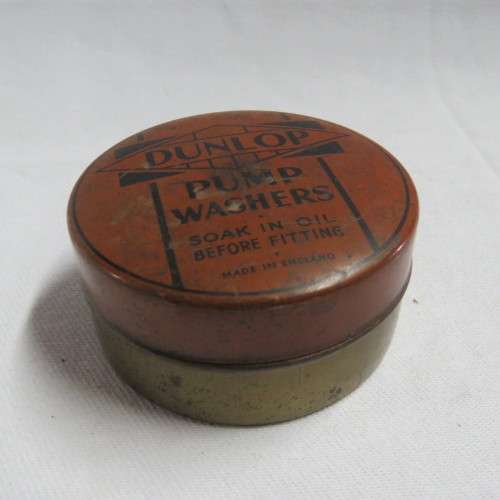 DUNLOP
PUMP
WASHERS
SOAK IN OIL
BEFORE FITTING
MADE IN ENGLAND